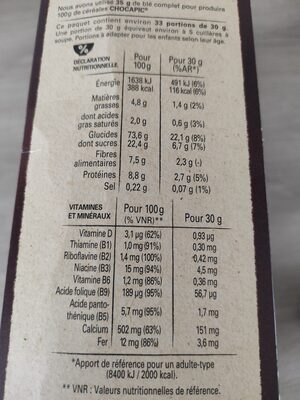 Nous avons utilisé 35 g de blé complet pour produire
100g de céréales CHOCAPIC®
Ce paquet contient environ 33 portions de 30 g
Une portion de 30 g équivaut environ à 5 cuillères à
soupe. Portions à adapter pour les enfants selon leur âge.
%
DÉCLARATION NUTRITIONNELLE Pour 100g Pour 30 g (%AR*)
Énergie 1638 kJ 491 kJ (6%)
388 kcal 116 kcal (6%)
Matières grasses 4,8 g 1,4 g (2%)
dont acides gras saturés 2,0 g 0,6 g (3%)
Glucides 73,6 g 22,1 g (8%)
dont sucres 22,4 g 6,7 g (7%)
Fibres alimentaires 7,5 g 2,3 g (-)
Protéines 8,8 g 2,7 g (5%)
Sel 0,22 g 0,07 g (1%)
VITAMINES ET MINÉRAUX Pour 100g (% VNR**) Pour 30 g
Vitamine D 3,1 µg (62%) 0,93 µg
Thiamine (B1) 1,0 mg (91%) 0,30 mg
Riboflavine (B2) 1,4 mg (100%) 0,42 mg
Niacine (B3) 15 mg (94%) 4,5 mg
Vitamine B6 1,2 mg (86%) 0,36 mg
Acide folique (B9) 189 µg (95%) 56,7 µg
Acide panto-
thénique (B5) 5,7 mg (95%) 1,7 mg
Calcium 502 mg (63%) 151 mg
Fer 12 mg (86%) 3,6 mg
*Apport de référence pour un adulte-type
(8400 kJ / 2000 kcal).
** VNR : Valeurs nutritionnelles de référence.